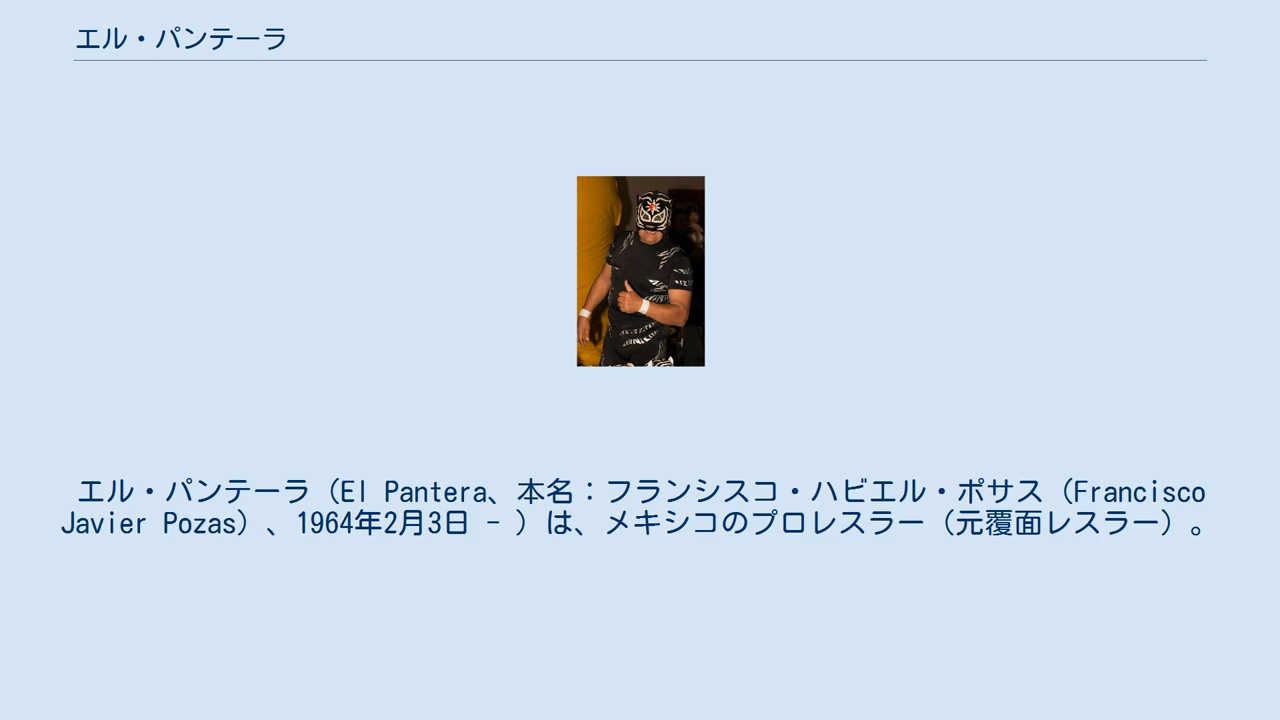 エル・パンテーラ
エル・パンテーラ（El Pantera、本名：フランシスコ・ハビエル・ポサス（Francisco
Javier Pozas）、1964年2月3日 - ）は、メキシコのプロレスラー（元覆面レスラー）。